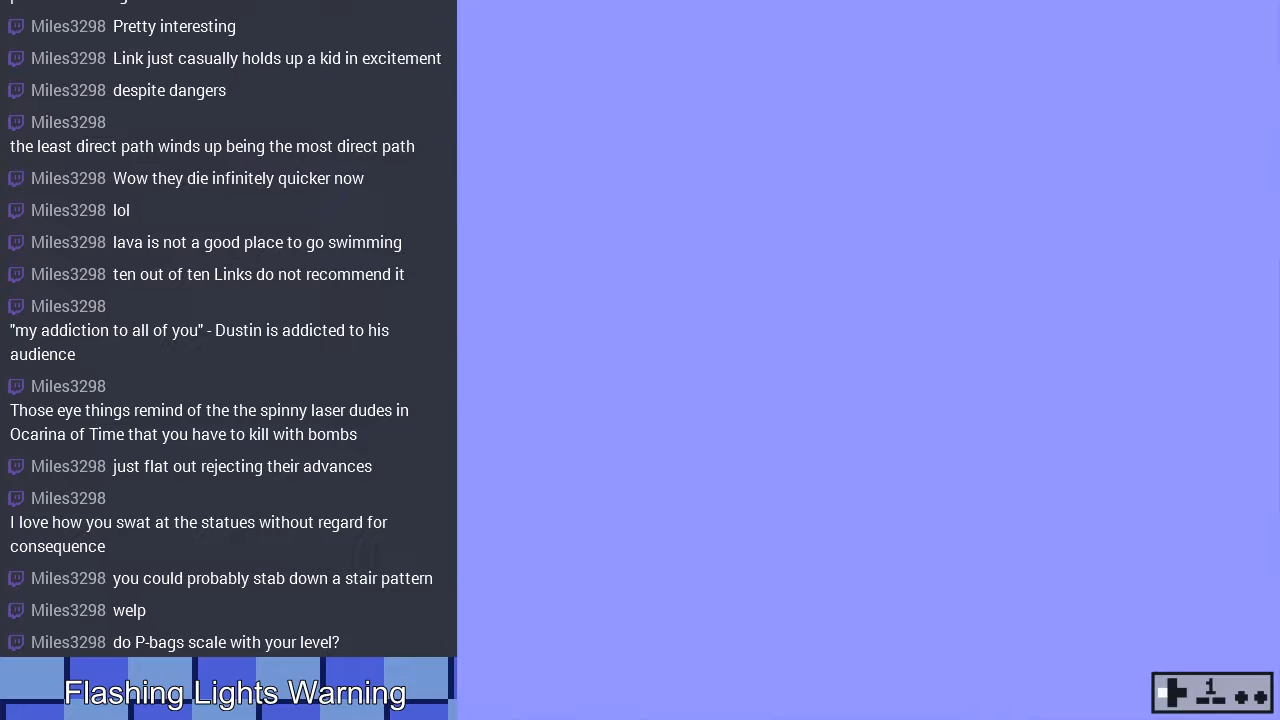 Miles3298 Pretty interesting
Miles3298 Link just casually holds up a kid in excitement
Miles3298 despite dangers
Miles3298
the least direct path winds up being the most direct path
Miles3298 Wow they die infinitely quicker now
Miles3298 lol
Miles3298 lava is not a good place to go swimming
Miles3298 ten out of ten Links do not recommend it
Miles3298
"my addiction to all of you" - Dustin is addicted to his
audience
Miles3298
Those eye things remind of the the spinny laser dudes in
Ocarina of Time that you have to kill with bombs
Miles3298 just flat out rejecting their advances
Miles3298
I love how you swat at the statues without regard for
consequence
Miles3298 you could probably stab down a stair pattern
Miles3298 welp
Miles3298 do P-bags scale with your level?
Flashing Lights Warning
1